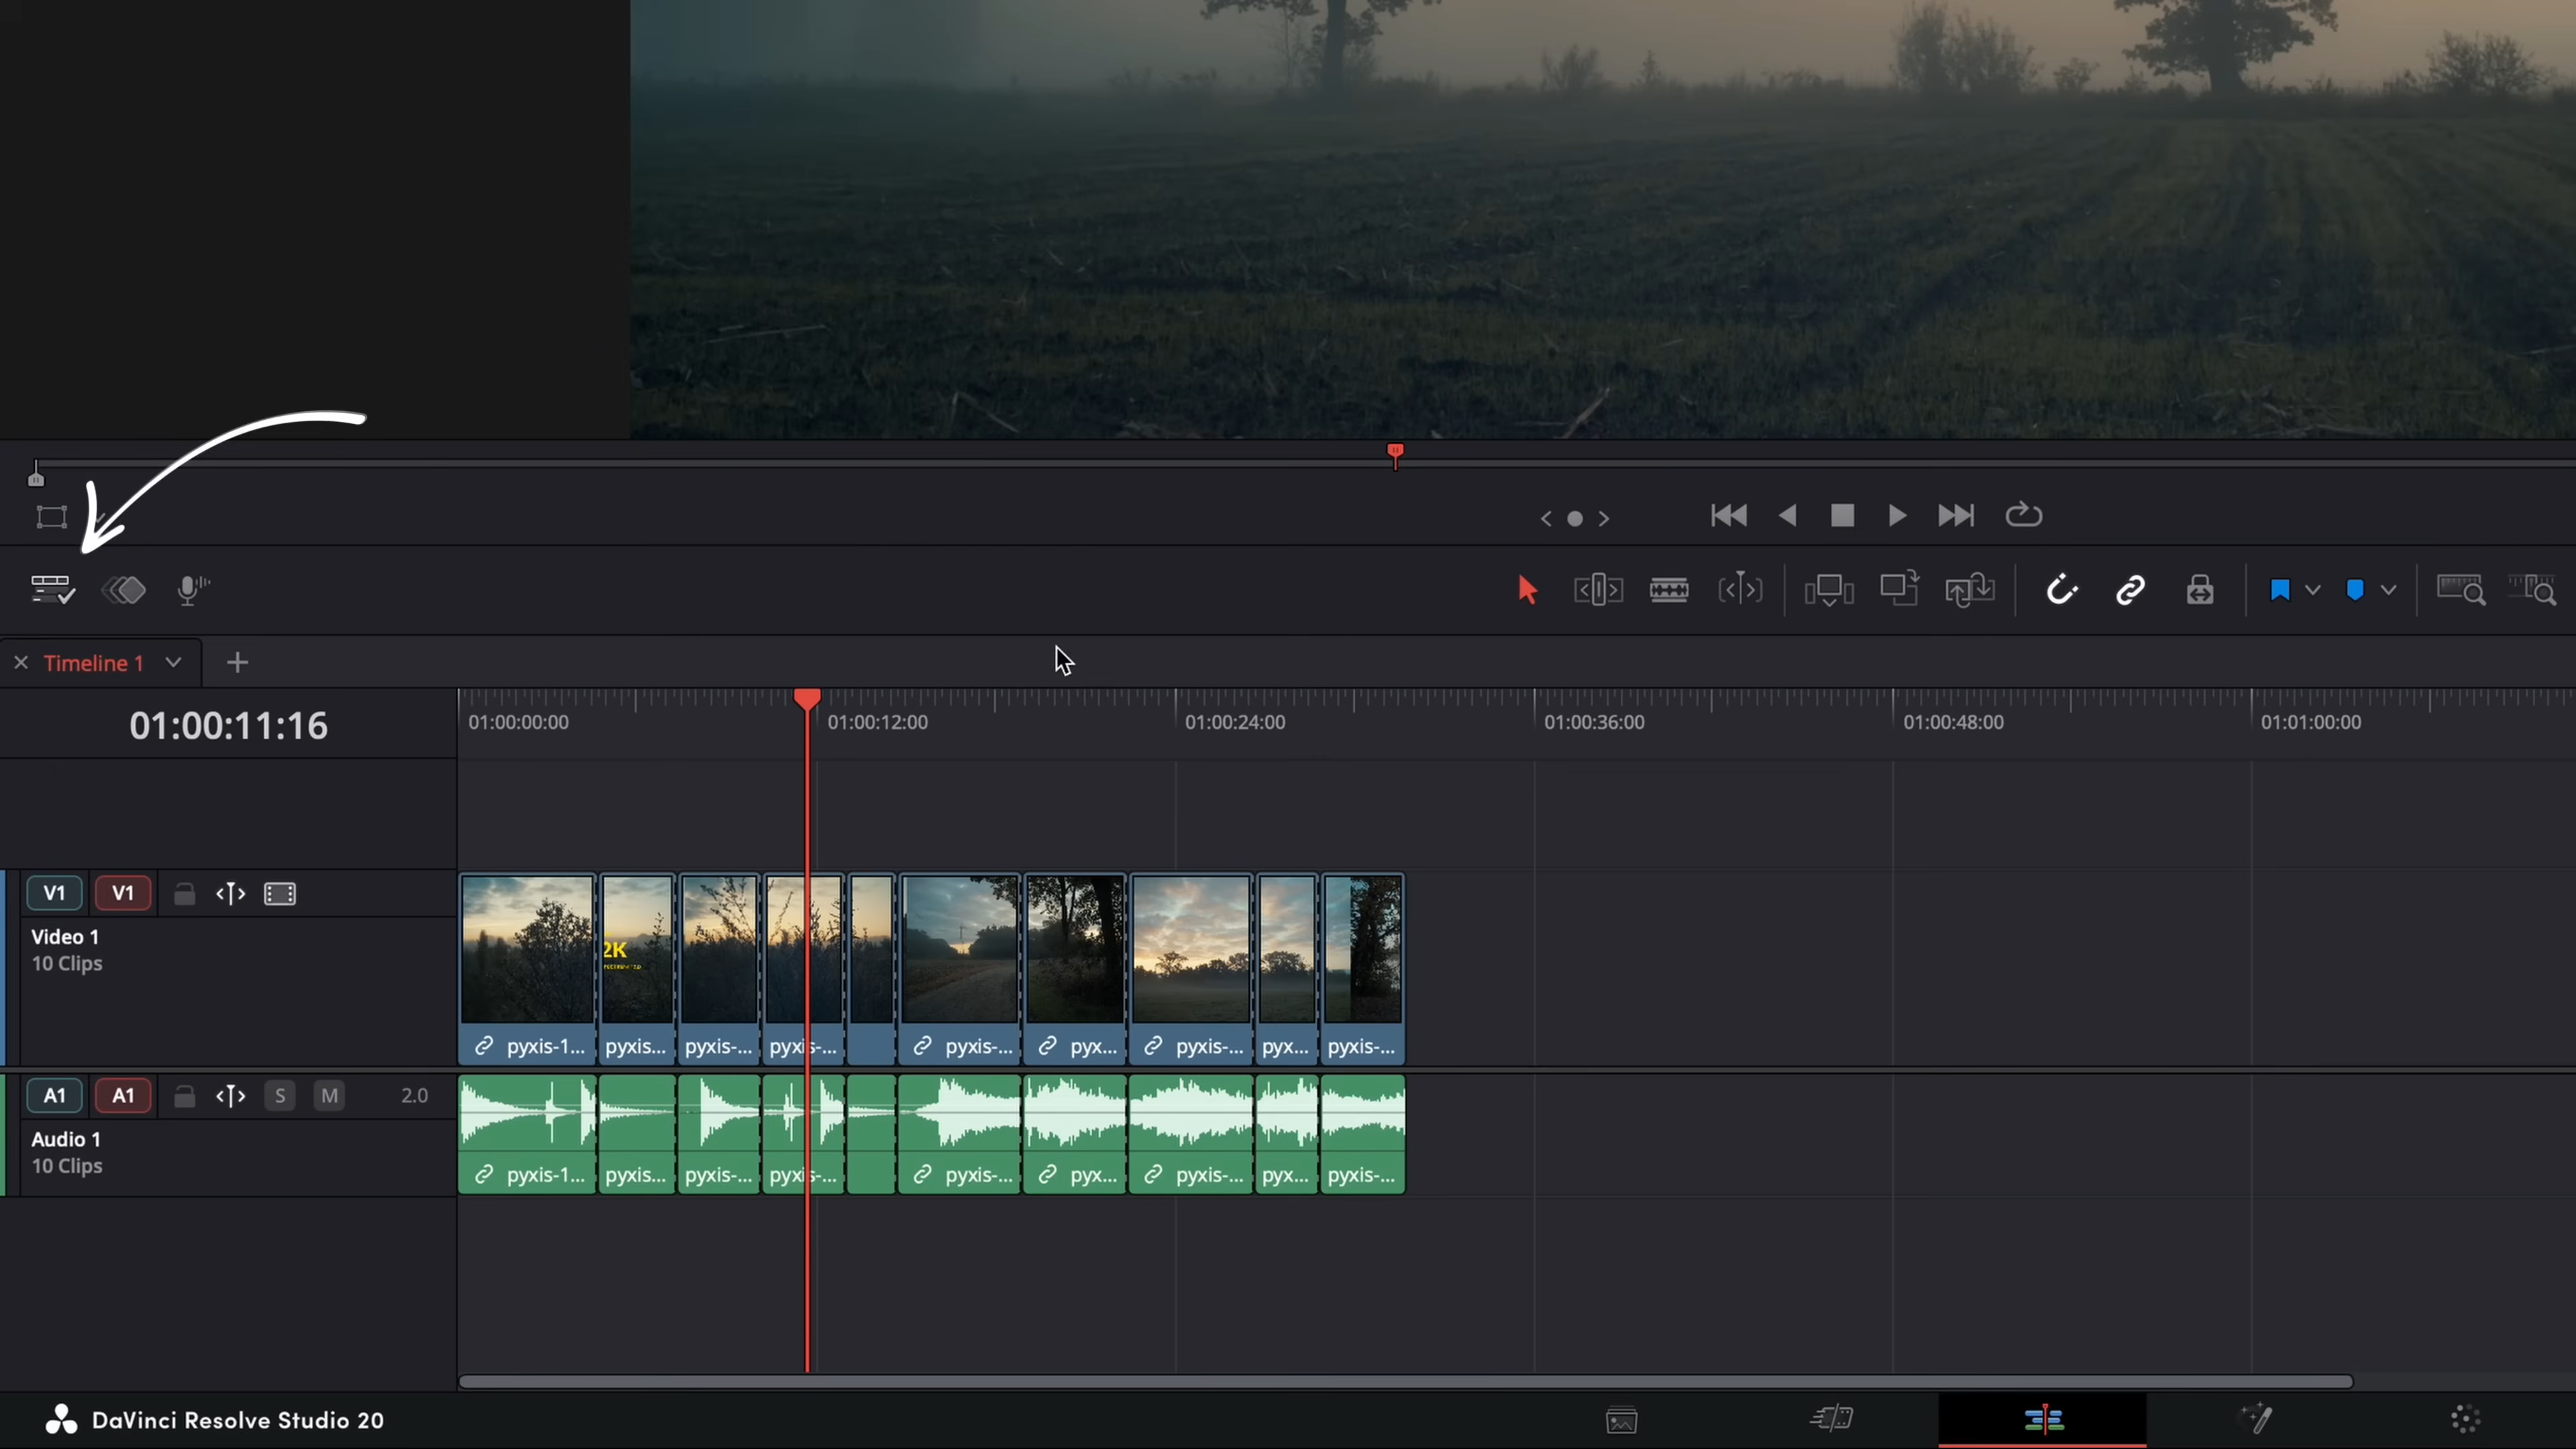 Timeline 1
01:00:11:16
01:00:00:00
01:00:12:00
01:00:24:00
01:00:36:00
01:00:48:00
01:01:00:00
V1
V1
Video 1
10 Clips
2K
pyxis-1...
pyxis...
pyxis-...
pyxis-...
pyxis-...
pyx...
pyxis-...
pyx...
pyxis-...
A1
A1
S
M
2.0
Audio 1
10 Clips
pyxis-1...
pyxis...
pyxis-...
pyxis-...
pyxis-...
pyx...
pyxis-...
pyx...
pyxis-...
DaVinci Resolve Studio 20